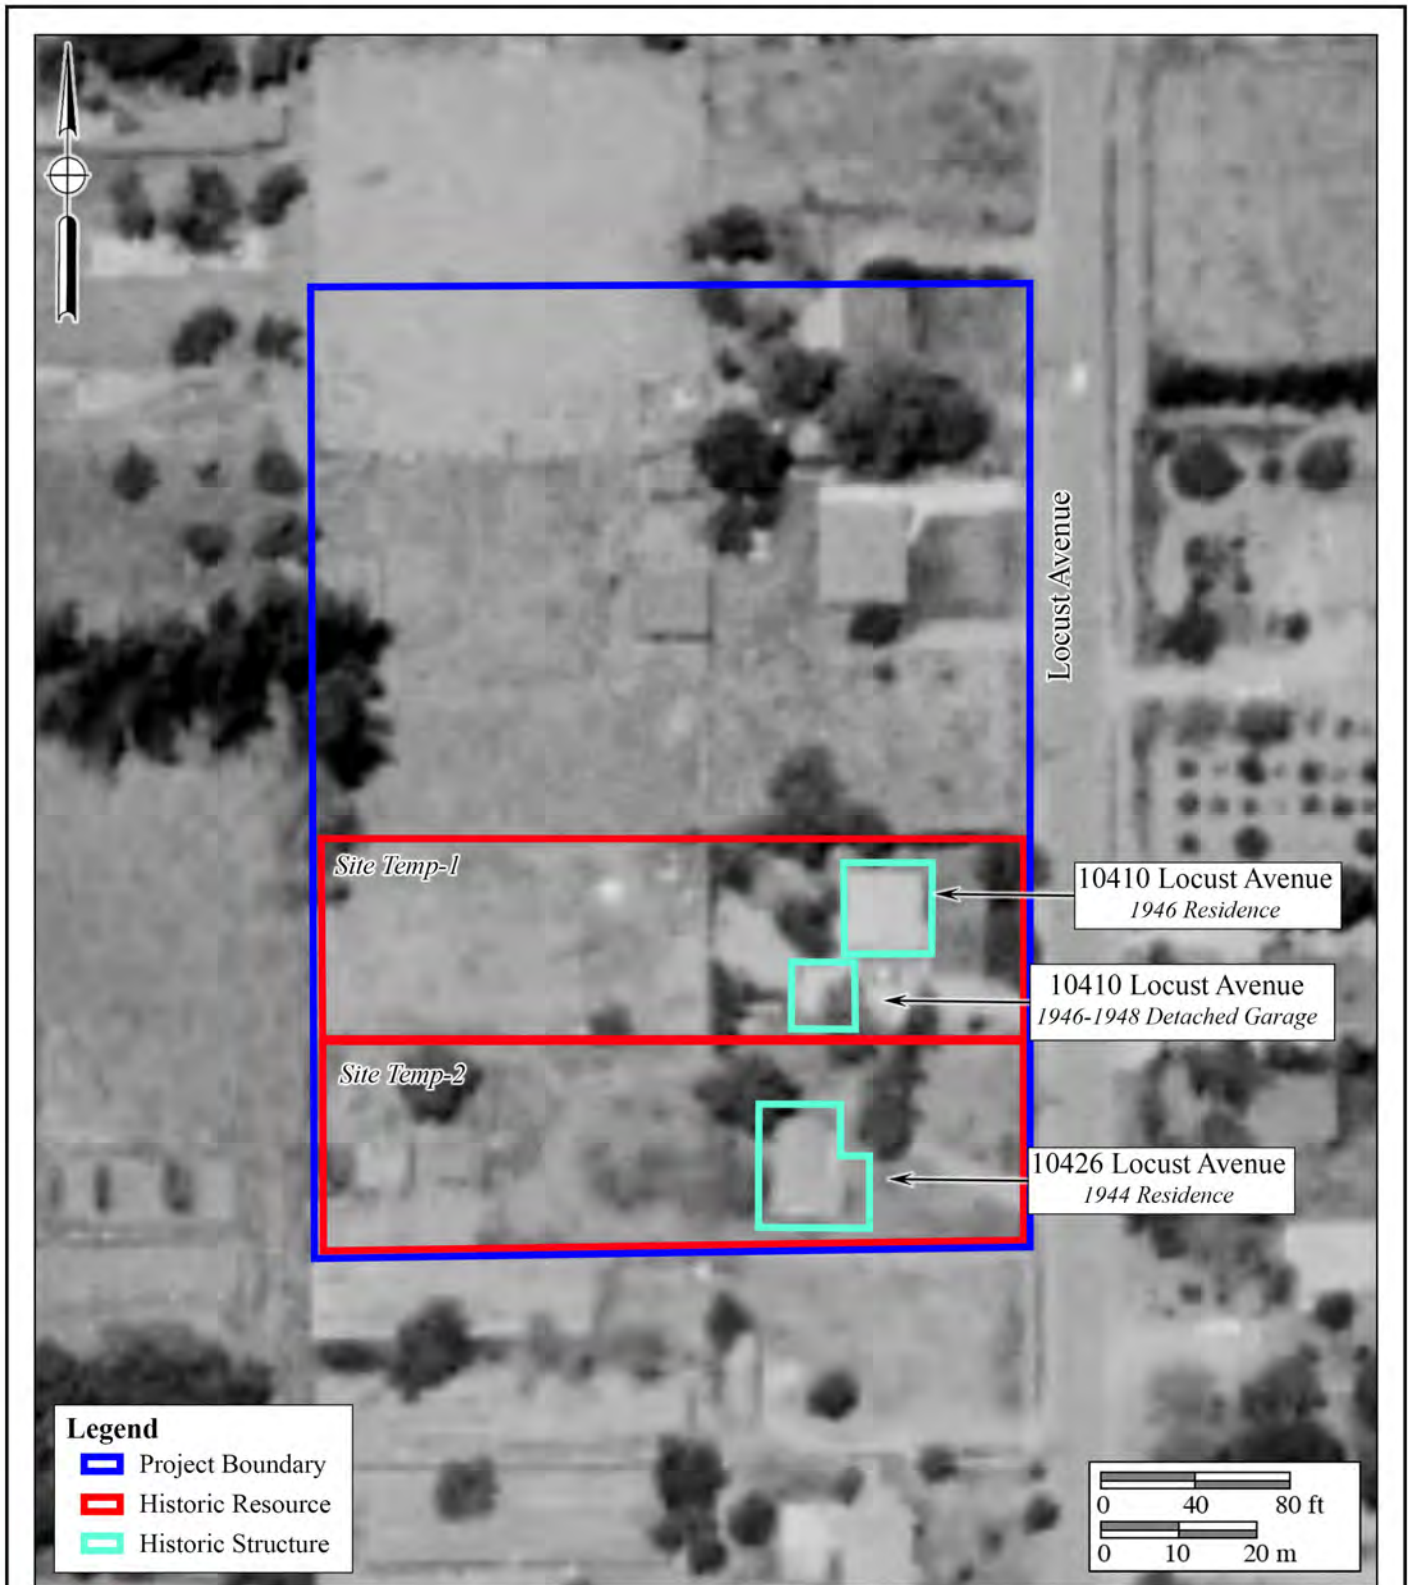 Locust Avenue
Site Temp-1
10410 Locust Avenue
1946 Residence
10410 Locust Avenue
1946-1948 Detached Garage
Site Temp-2
10426 Locust Avenue
1944 Residence
Legend
Project Boundary
Historic Resource
Historic Structure
0 40 80 ft
0 10 20 m